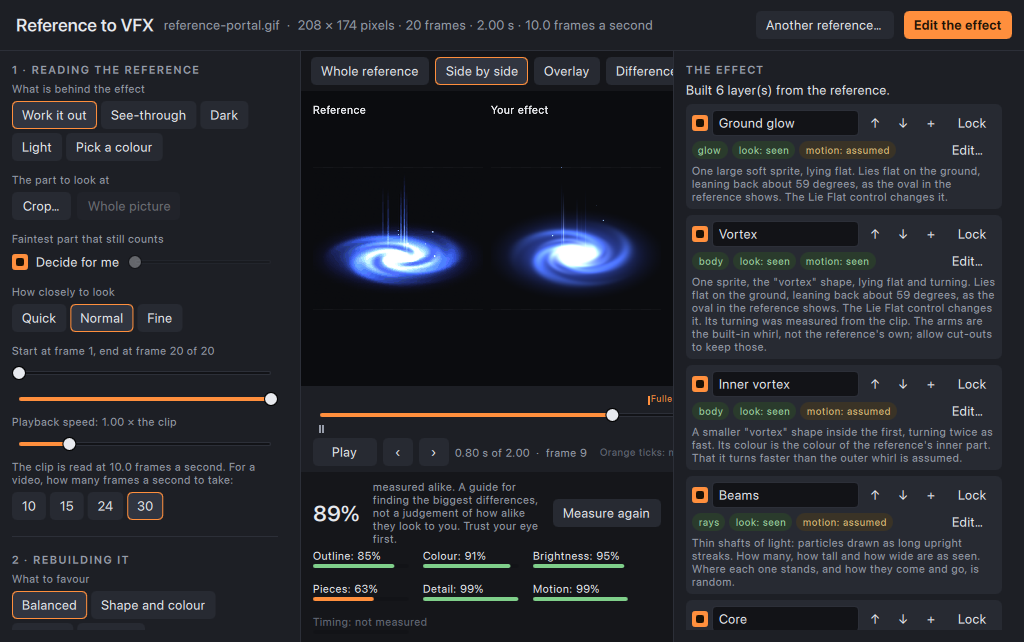 Reference to VFX reference-portal.gif · 208 × 174 pixels · 20 frames · 2.00 s · 10.0 frames a second
Another reference…
Edit the effect
1 · READING THE REFERENCE
What is behind the effect
Work it out
See-through
Dark
Light
Pick a colour
The part to look at
Crop…
Whole picture
Faintest part that still counts
Decide for me
How closely to look
Quick
Normal
Fine
Start at frame 1, end at frame 20 of 20
Playback speed: 1.00 × the clip
The clip is read at 10.0 frames a second. For a
video, how many frames a second to take:
10
15
24
30
2 · REBUILDING IT
What to favour
Balanced
Shape and colour
Whole reference
Side by side
Overlay
Difference
Reference
Your effect
Fulle
Play
‹
›
0.80 s of 2.00 · frame 9
Orange ticks: m
89%
measured alike. A guide for
finding the biggest differences,
not a judgement of how alike
they look to you. Trust your eye
first.
Measure again
Outline: 85%
Colour: 91%
Brightness: 95%
Pieces: 63%
Detail: 99%
Motion: 99%
Timing: not measured
THE EFFECT
Built 6 layer(s) from the reference.
Ground glow ↑ ↓ + Lock
glow look: seen motion: assumed Edit…
One large soft sprite, lying flat. Lies flat on the ground,
leaning back about 59 degrees, as the oval in the
reference shows. The Lie Flat control changes it.
Vortex ↑ ↓ + Lock
body look: seen motion: seen Edit…
One sprite, the "vortex" shape, lying flat and turning. Lies
flat on the ground, leaning back about 59 degrees, as the
oval in the reference shows. The Lie Flat control changes
it. Its turning was measured from the clip. The arms are
the built-in whirl, not the reference's own; allow cut-outs
to keep those.
Inner vortex ↑ ↓ + Lock
body look: seen motion: assumed Edit…
A smaller "vortex" shape inside the first, turning twice as
fast. Its colour is the colour of the reference's inner part.
That it turns faster than the outer whirl is assumed.
Beams ↑ ↓ + Lock
rays look: seen motion: assumed Edit…
Thin shafts of light: particles drawn as long upright
streaks. How many, how tall and how wide are as seen.
Where each one stands, and how they come and go, is
random.
Core ↑ ↓ + Lock